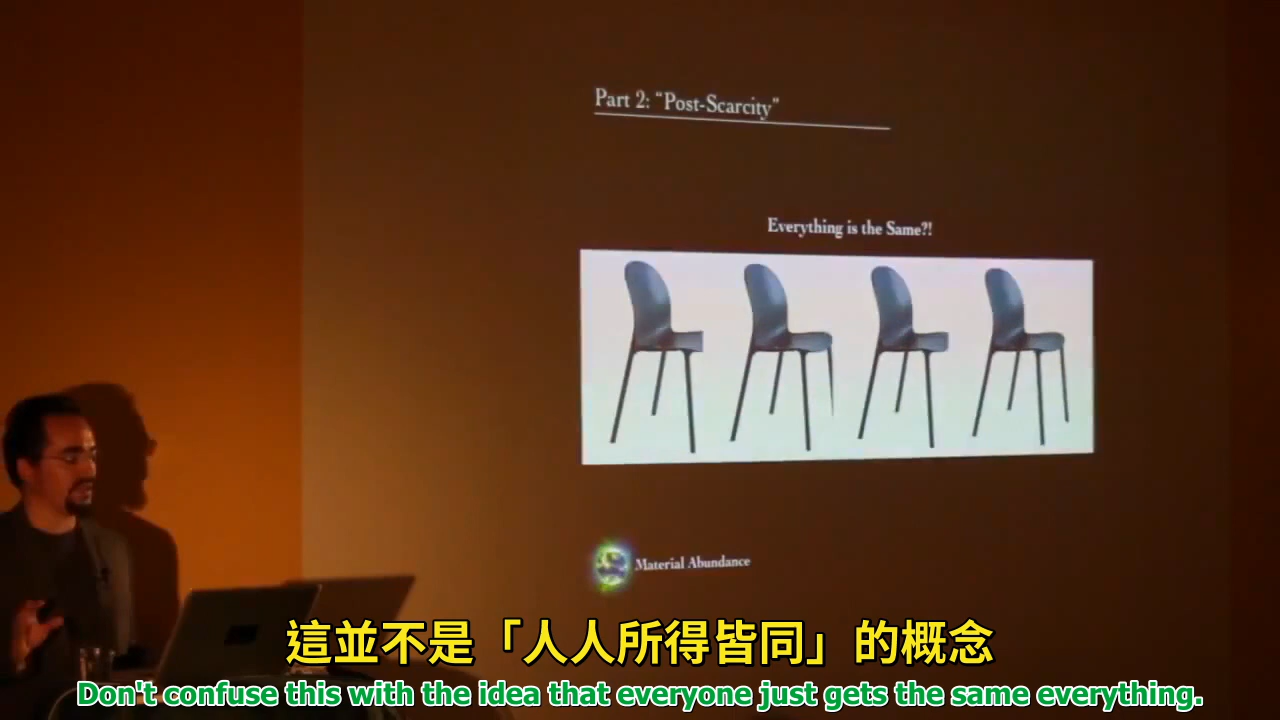 Part 2: "Post-Scarcity"
Everything is the Same?!
Material Abundance
這並不是「人人所得皆同」的概念
Don't confuse this with the idea that everyone just gets the same everything.